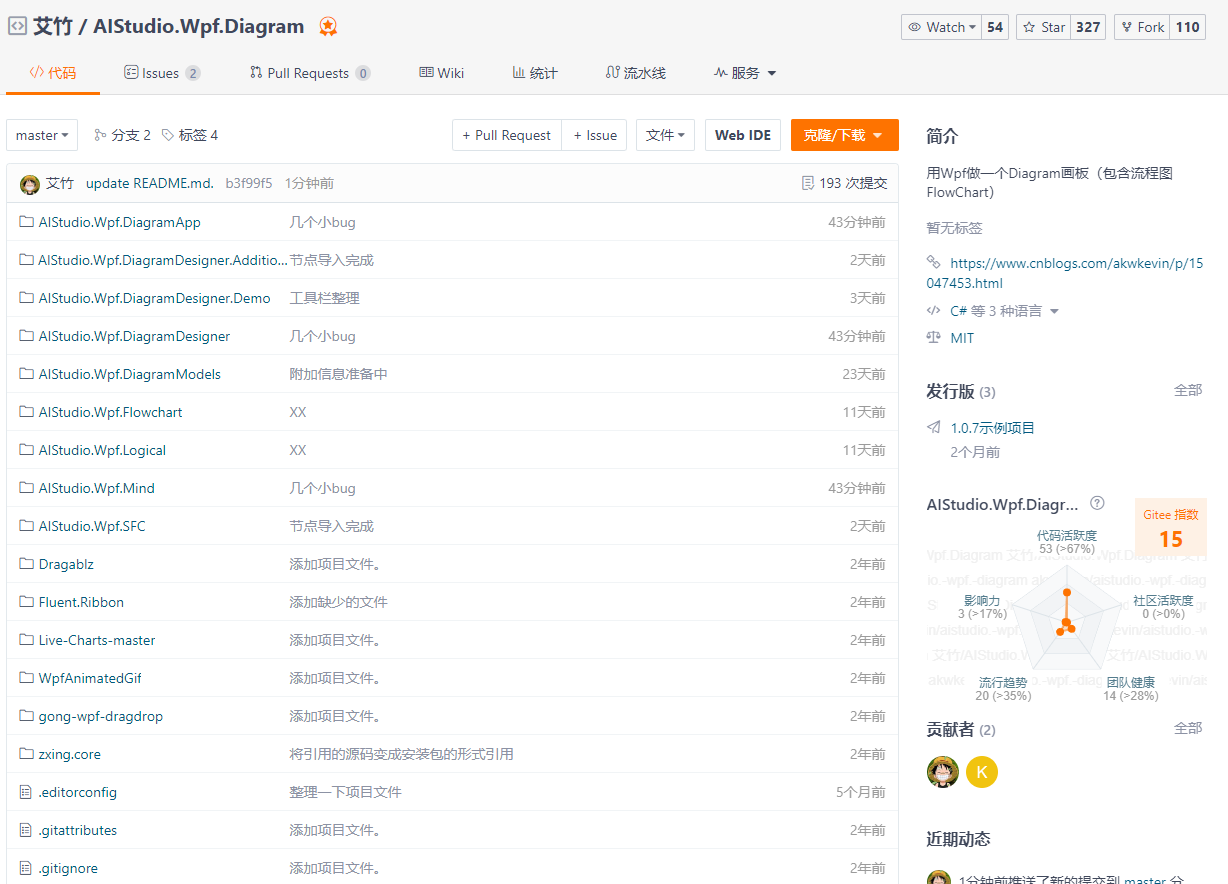 艾竹 / AIStudio.Wpf.Diagram
Watch 54 Star 327 Fork 110
代码 Issues 2 Pull Requests 0 Wiki 统计 流水线 服务
master 分支 2 标签 4 + Pull Request + Issue 文件 Web IDE 克隆/下载
艾竹 update README.md. b3f99f5 1分钟前 193 次提交
AIStudio.Wpf.DiagramApp 几个小bug 43分钟前
AIStudio.Wpf.DiagramDesigner.Additio... 节点导入完成 2天前
AIStudio.Wpf.DiagramDesigner.Demo 工具栏整理 3天前
AIStudio.Wpf.DiagramDesigner 几个小bug 43分钟前
AIStudio.Wpf.DiagramModels 附加信息准备中 23天前
AIStudio.Wpf.Flowchart XX 11天前
AIStudio.Wpf.Logical XX 11天前
AIStudio.Wpf.Mind 几个小bug 43分钟前
AIStudio.Wpf.SFC 节点导入完成 2天前
Dragablz 添加项目文件。 2年前
Fluent.Ribbon 添加缺少的文件 2年前
Live-Charts-master 添加项目文件。 2年前
WpfAnimatedGif 添加项目文件。 2年前
gong-wpf-dragdrop 添加项目文件。 2年前
zxing.core 将引用的源码变成安装包的形式引用 2年前
.editorconfig 整理一下项目文件 5个月前
.gitattributes 添加项目文件。 2年前
.gitignore 添加项目文件。 2年前
简介
用Wpf做一个Diagram画板（包含流程图
FlowChart）
暂无标签
https://www.cnblogs.com/akwkevin/p/15
047453.html
C# 等 3 种语言
MIT
发行版 (3) 全部
1.0.7示例项目
2个月前
AIStudio.Wpf.Diagr... ?
Gitee 指数
15
代码活跃度
53 (>67%)
影响力
3 (>17%)
社区活跃度
0 (>0%)
流行趋势
20 (>35%)
团队健康
14 (>28%)
贡献者 (2) 全部
K
近期动态
1分钟前推送了新的提交到 master 分